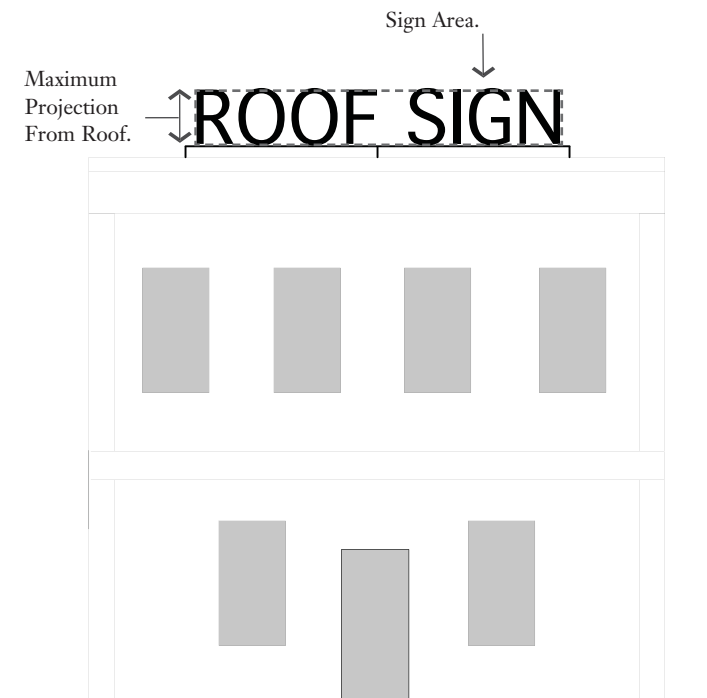 Sign Area.
Maximum
Projection
From Roof.
ROOF SIGN